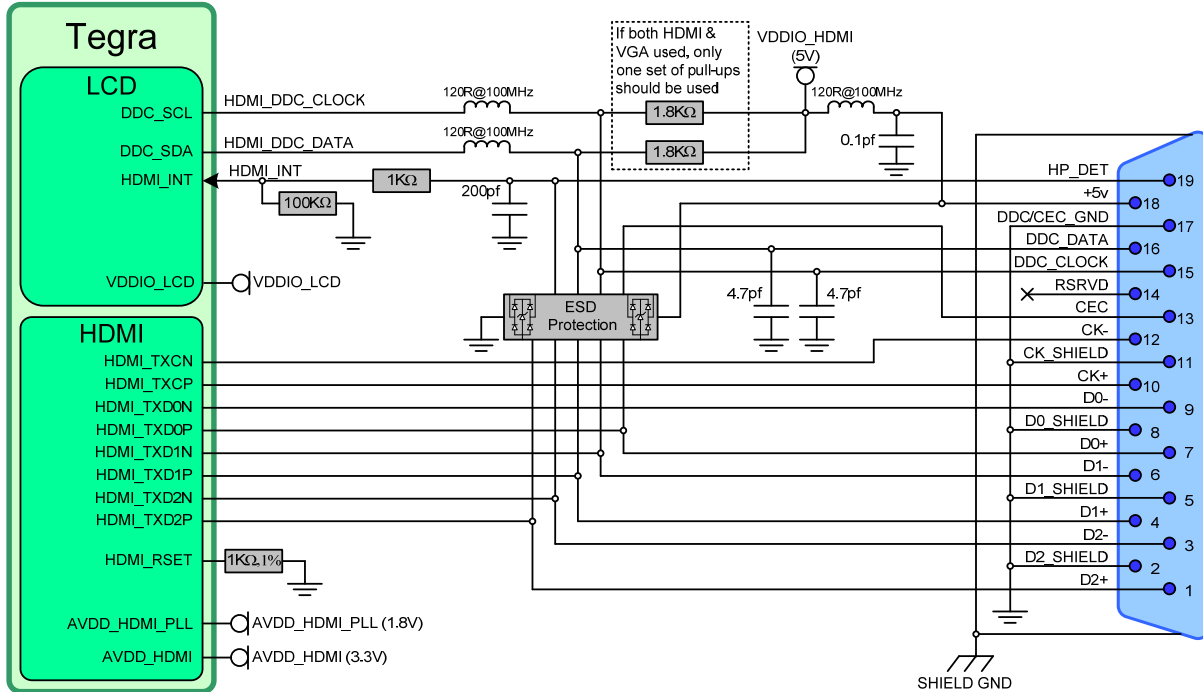 Tegra
LCD
DDC_SCL
HDMI_DDC_CLOCK
120R@100MHz
DDC_SDA
HDMI_DDC_DATA
120R@100MHz
HDMI_INT
HDMI_INT
1KΩ
100KΩ
200pf
VDDIO_LCD
VDDIO_LCD
If both HDMI &
VGA used, only
one set of pull-ups
should be used
1.8KΩ
1.8KΩ
VDDIO_HDMI
(5V)
120R@100MHz
0.1pf
ESD
Protection
4.7pf
4.7pf
HDMI
HDMI_TXCN
HDMI_TXCP
HDMI_TXD0N
HDMI_TXD0P
HDMI_TXD1N
HDMI_TXD1P
HDMI_TXD2N
HDMI_TXD2P
HDMI_RSET
1KΩ,1%
AVDD_HDMI_PLL
AVDD_HDMI_PLL (1.8V)
AVDD_HDMI
AVDD_HDMI (3.3V)
HP_DET 19
+5v 18
DDC/CEC_GND 17
DDC_DATA 16
DDC_CLOCK 15
RSRVD 14
CEC 13
CK- 12
CK_SHIELD 11
CK+ 10
D0- 9
D0_SHIELD 8
D0+ 7
D1- 6
D1_SHIELD 5
D1+ 4
D2- 3
D2_SHIELD 2
D2+ 1
SHIELD GND